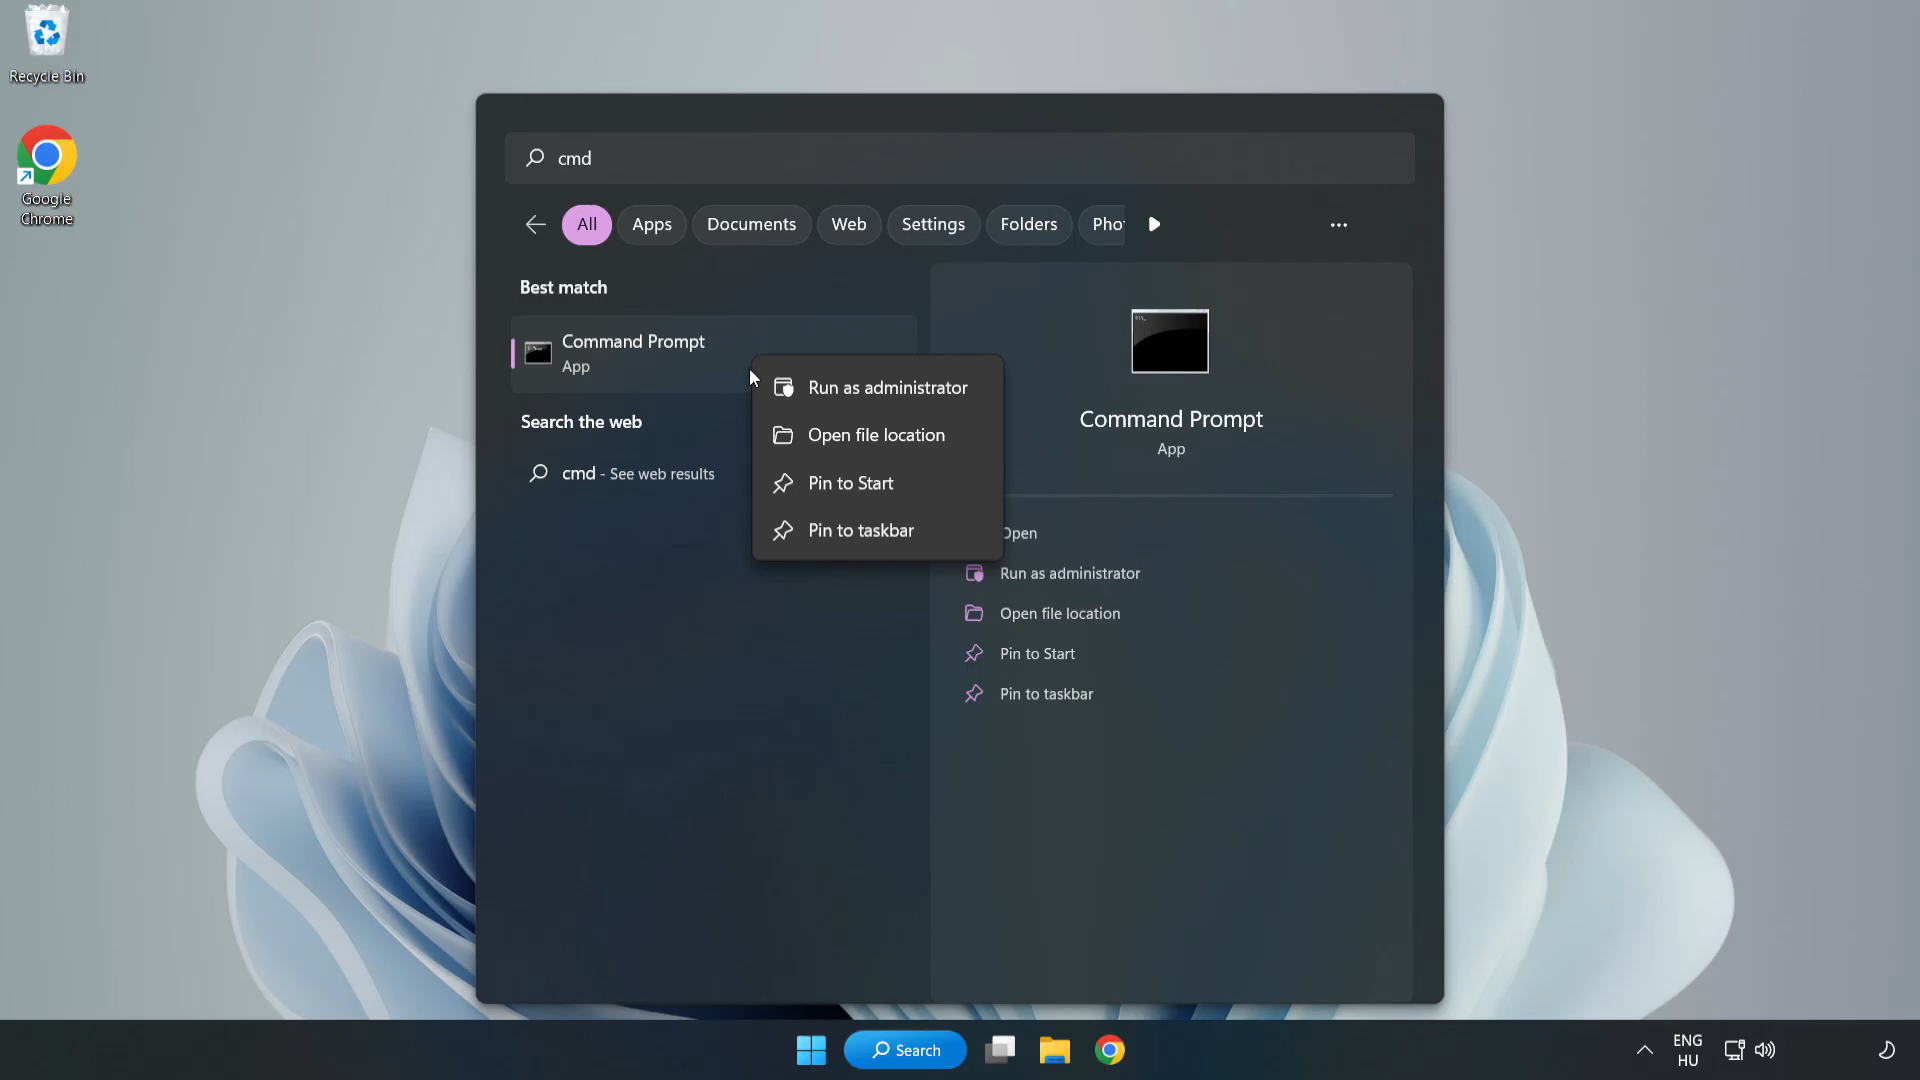 Recycle Bin
Google
Chrome
cmd
All
Apps
Documents
Web
Settings
Folders
Best match
Command Prompt
App
Search the web
cmd - See web results
Run as administrator
Open file location
Pin to Start
Pin to taskbar
Command Prompt
App
Open
Run as administrator
Open file location
Pin to Start
Pin to taskbar
Search
ENG
HU